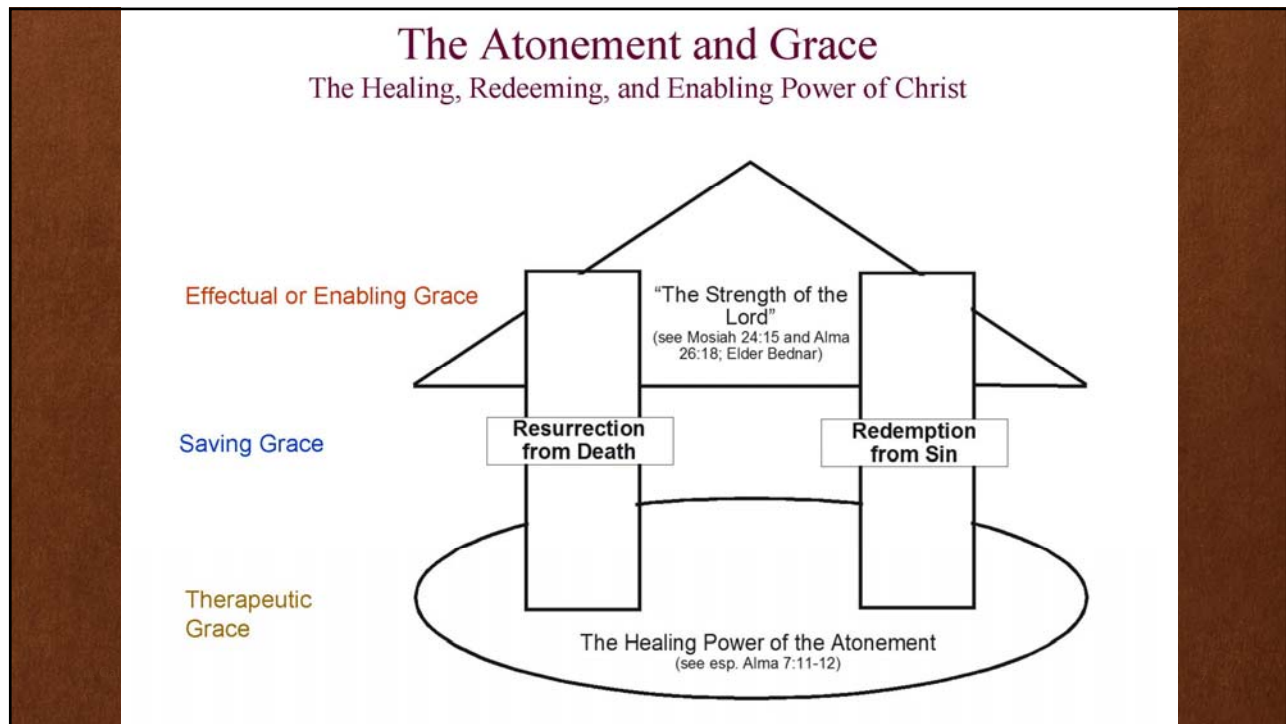 The Atonement and Grace
The Healing, Redeeming, and Enabling Power of Christ
Effectual or Enabling Grace
“The Strength of the
Lord”
(see Mosiah 24:15 and Alma
26:18; Elder Bednar)
Saving Grace
Resurrection
from Death
Redemption
from Sin
Therapeutic
Grace
The Healing Power of the Atonement
(see esp. Alma 7:11-12)